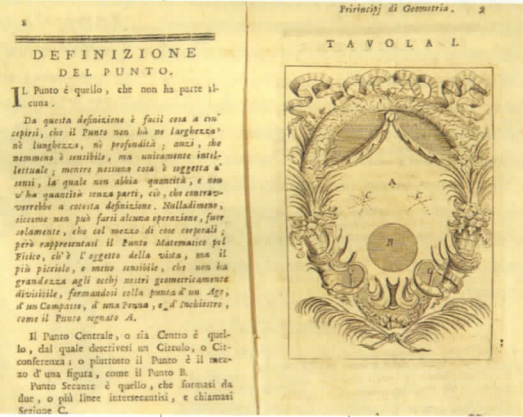 8
DEFINIZIONE
DEL PUNTO.
IL Punto è quello, che non ha parte al-
cuna.
Da questa definizione è facil cosa a con-
cepirsi, che il Punto non hà ne larghezza
nè lunghezza, nè profondità; anzi, che
nemmeno è sensibile, ma unicamente intel-
lettuale; mentre nessuna cosa è soggetta a'
sensi, la quale non abbia quantità, e non
v'ha quantità senza parti, ciò, che contrav-
verrebbe a cotesta definizione. Nulladimeno,
siccome non può farsi alcuna operazione, fuor
solamente, che col mezzo di cose corporali;
però rappresentasi il Punto Matematico pel
Fisico, ch'è l'oggetto della vista, ma il
più picciolo, e meno sensibile, che non ha
grandezza agli occhj nostri geometricamente
divisibile, formandosi colla punta d'un Ago,
d'un Compasso, d'una Penna, e d'Inchiostro,
come il Punto segnato A.
Il Punto Centrale, o sia Centro è quel-
lo, dal quale descrivesi un Circolo, o Cir-
conferenza; o piuttosto il Punto è il mez-
zo d'una figura, come il Punto B.
Punto Secante è quello, che formasi da
due, o più linee intersecantisi, e chiamasi
Sezione C.
Principj di Geometria. 9
TAVOLA I.
A
C C
B